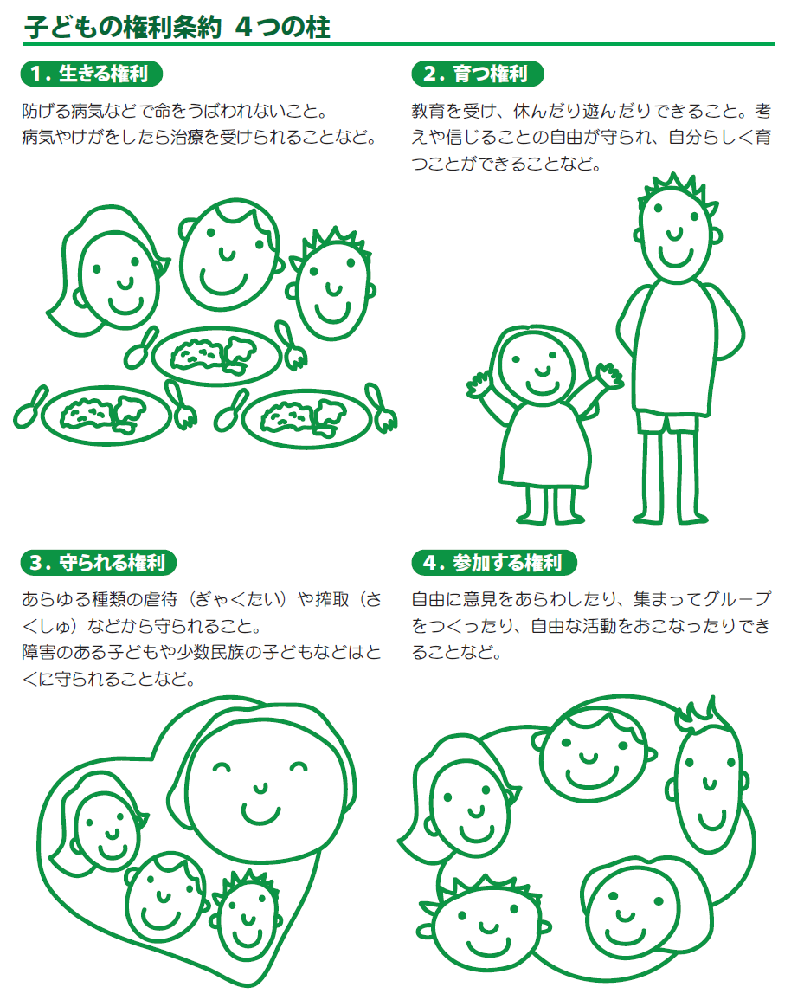 子どもの権利条約 4つの柱
1. 生きる権利
防げる病気などで命をうばわれないこと。
病気やけがをしたら治療を受けられることなど。
2. 育つ権利
教育を受け、休んだり遊んだりできること。考
えや信じることの自由が守られ、自分らしく育
つことができることなど。
3. 守られる権利
あらゆる種類の虐待（ぎゃくたい）や搾取（さ
くしゅ）などから守られること。
障害のある子どもや少数民族の子どもなどはと
くに守られることなど。
4. 参加する権利
自由に意見をあらわしたり、集まってグループ
をつくったり、自由な活動をおこなったりでき
ることなど。